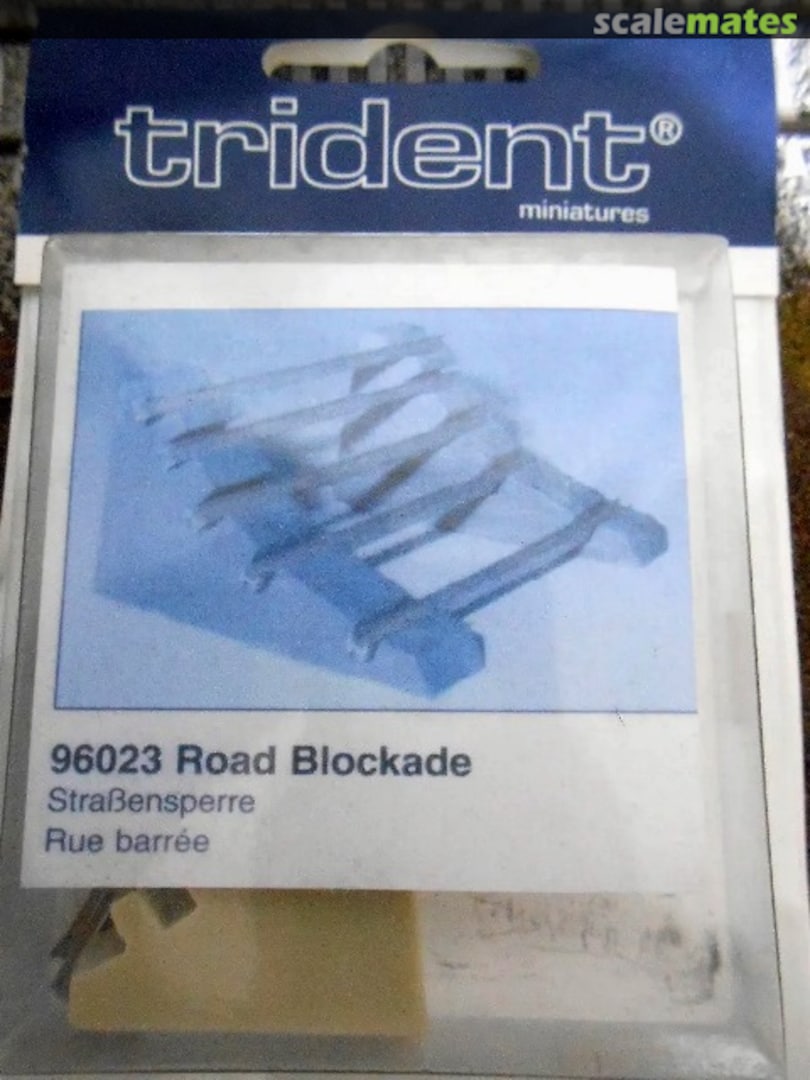 scalemates
trident®
miniatures
96023 Road Blockade
Straßensperre
Rue barrée